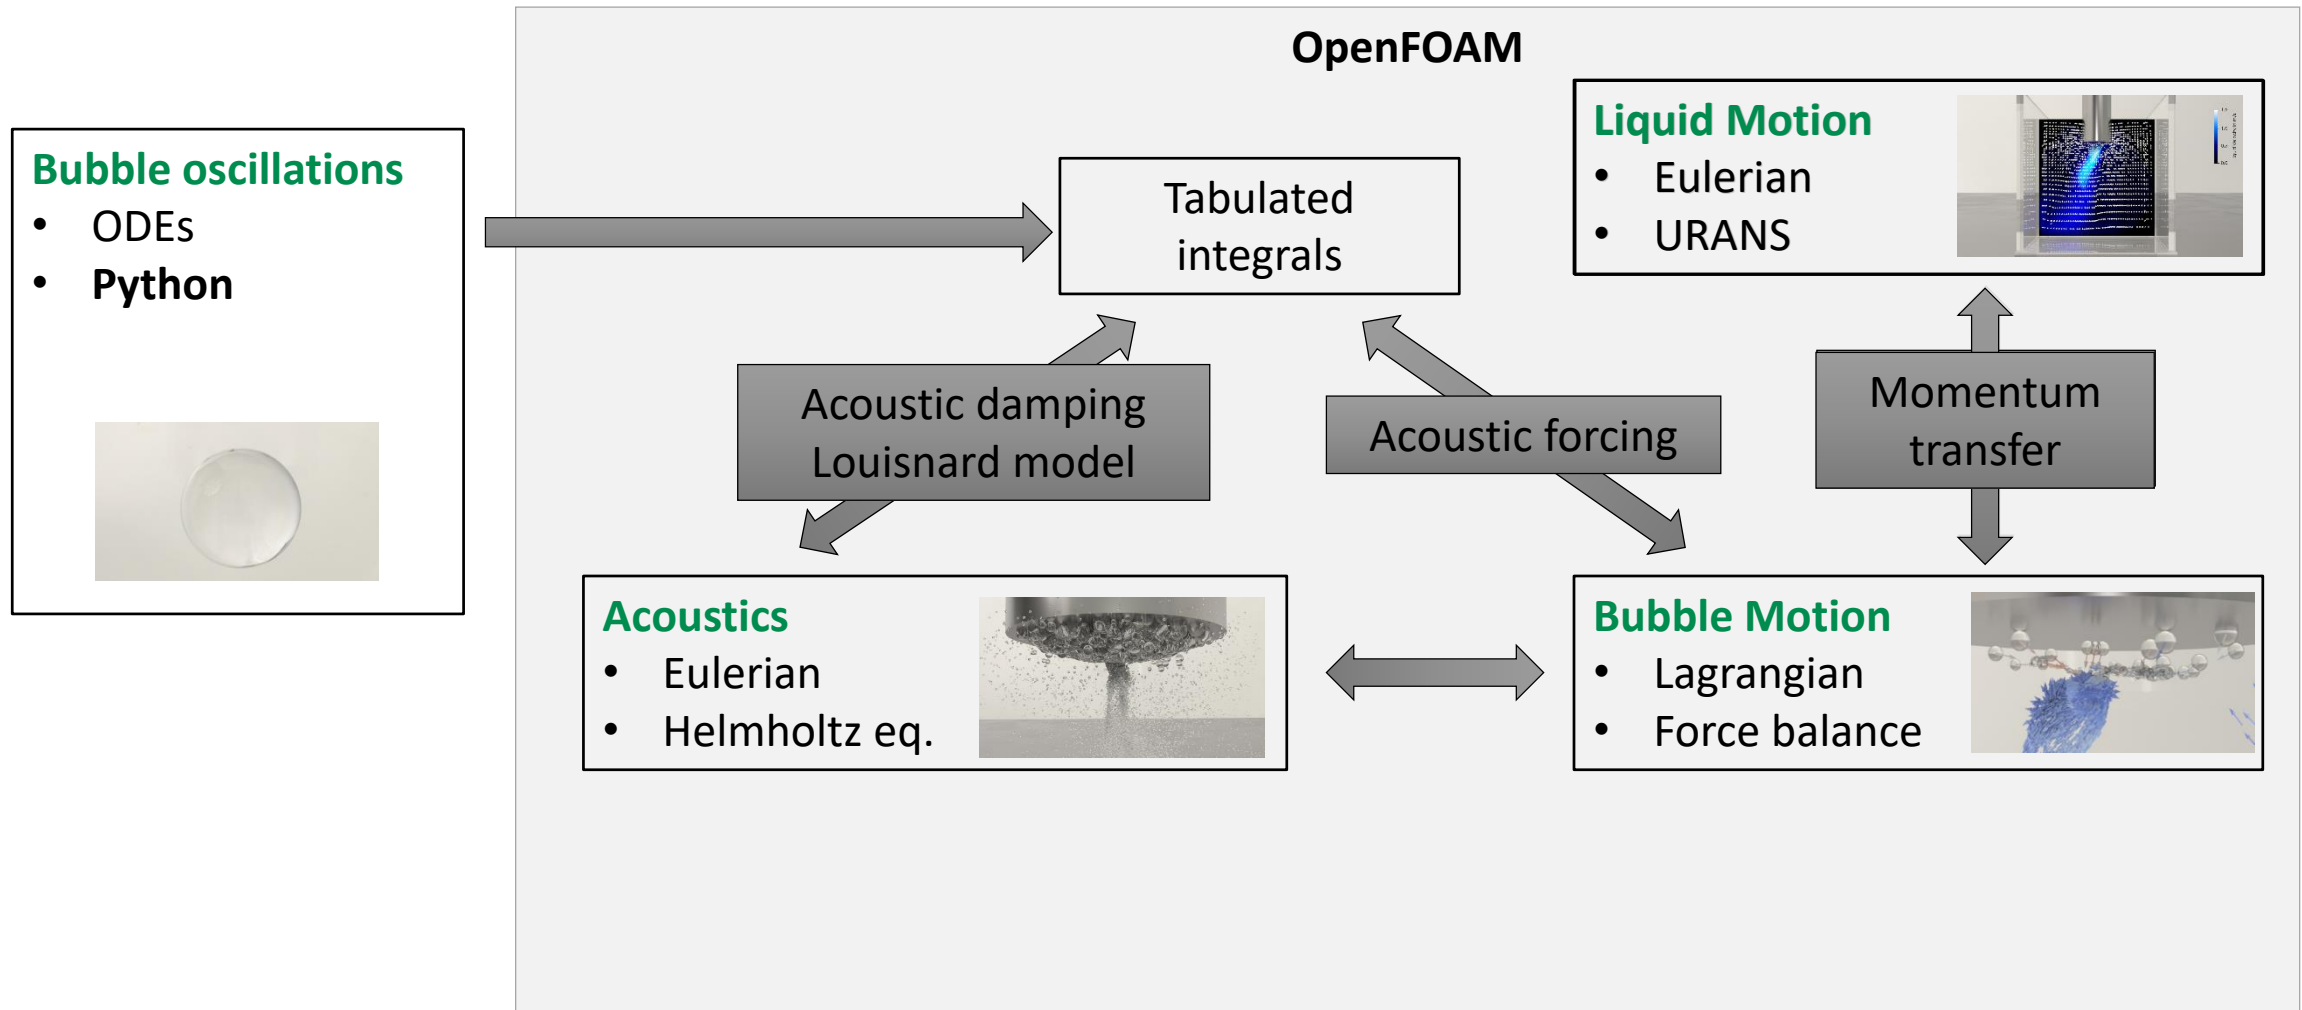 OpenFOAM
Bubble oscillations
• ODEs
• Python
Tabulated
integrals
Liquid Motion
• Eulerian
• URANS
Acoustic damping
Louisnard model
Acoustic forcing
Momentum
transfer
Acoustics
• Eulerian
• Helmholtz eq.
Bubble Motion
• Lagrangian
• Force balance